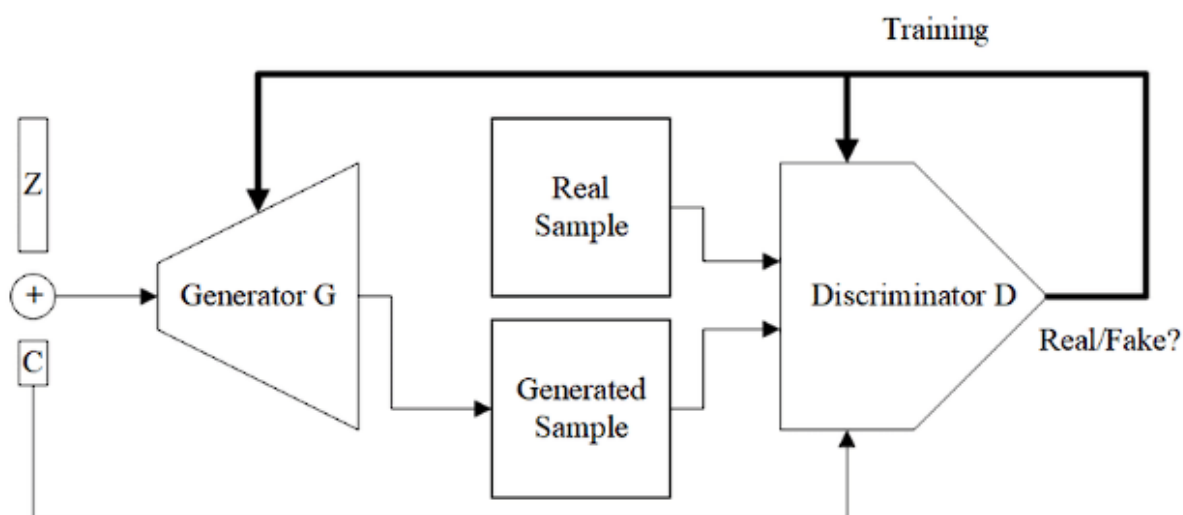 Training
Z
+
C
Generator G
Real
Sample
Generated
Sample
Discriminator D
Real/Fake?